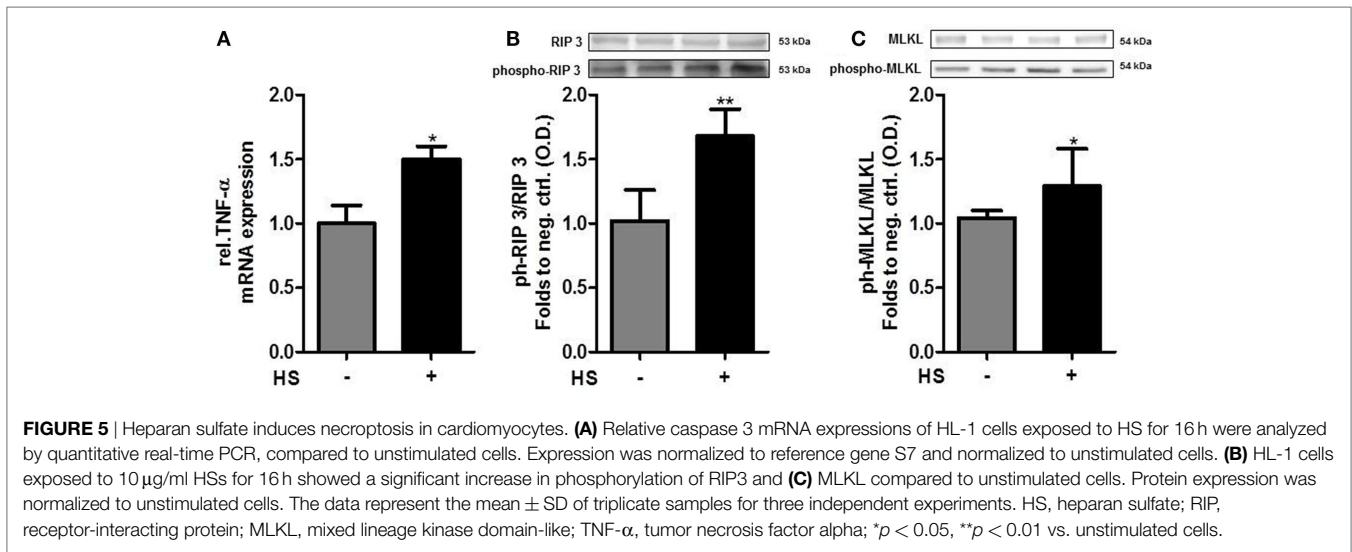 A
rel.TNF-α
mRNA expression
2.0
1.5
1.0
0.5
0.0
*
HS - +
B
RIP 3 53 kDa
phospho-RIP 3 53 kDa
ph-RIP 3/RIP 3
Folds to neg. ctrl. (O.D.)
2.0
1.5
1.0
0.5
0.0
**
HS - +
C
MLKL 54 kDa
phospho-MLKL 54 kDa
ph-MLKL/MLKL
Folds to neg. ctrl. (O.D.)
2.0
1.5
1.0
0.5
0.0
*
HS - +
FIGURE 5 | Heparan sulfate induces necroptosis in cardiomyocytes. (A) Relative caspase 3 mRNA expressions of HL-1 cells exposed to HS for 16 h were analyzed
by quantitative real-time PCR, compared to unstimulated cells. Expression was normalized to reference gene S7 and normalized to unstimulated cells. (B) HL-1 cells
exposed to 10 μg/ml HSs for 16 h showed a significant increase in phosphorylation of RIP3 and (C) MLKL compared to unstimulated cells. Protein expression was
normalized to unstimulated cells. The data represent the mean ± SD of triplicate samples for three independent experiments. HS, heparan sulfate; RIP,
receptor-interacting protein; MLKL, mixed lineage kinase domain-like; TNF-α, tumor necrosis factor alpha; *p < 0.05, **p < 0.01 vs. unstimulated cells.